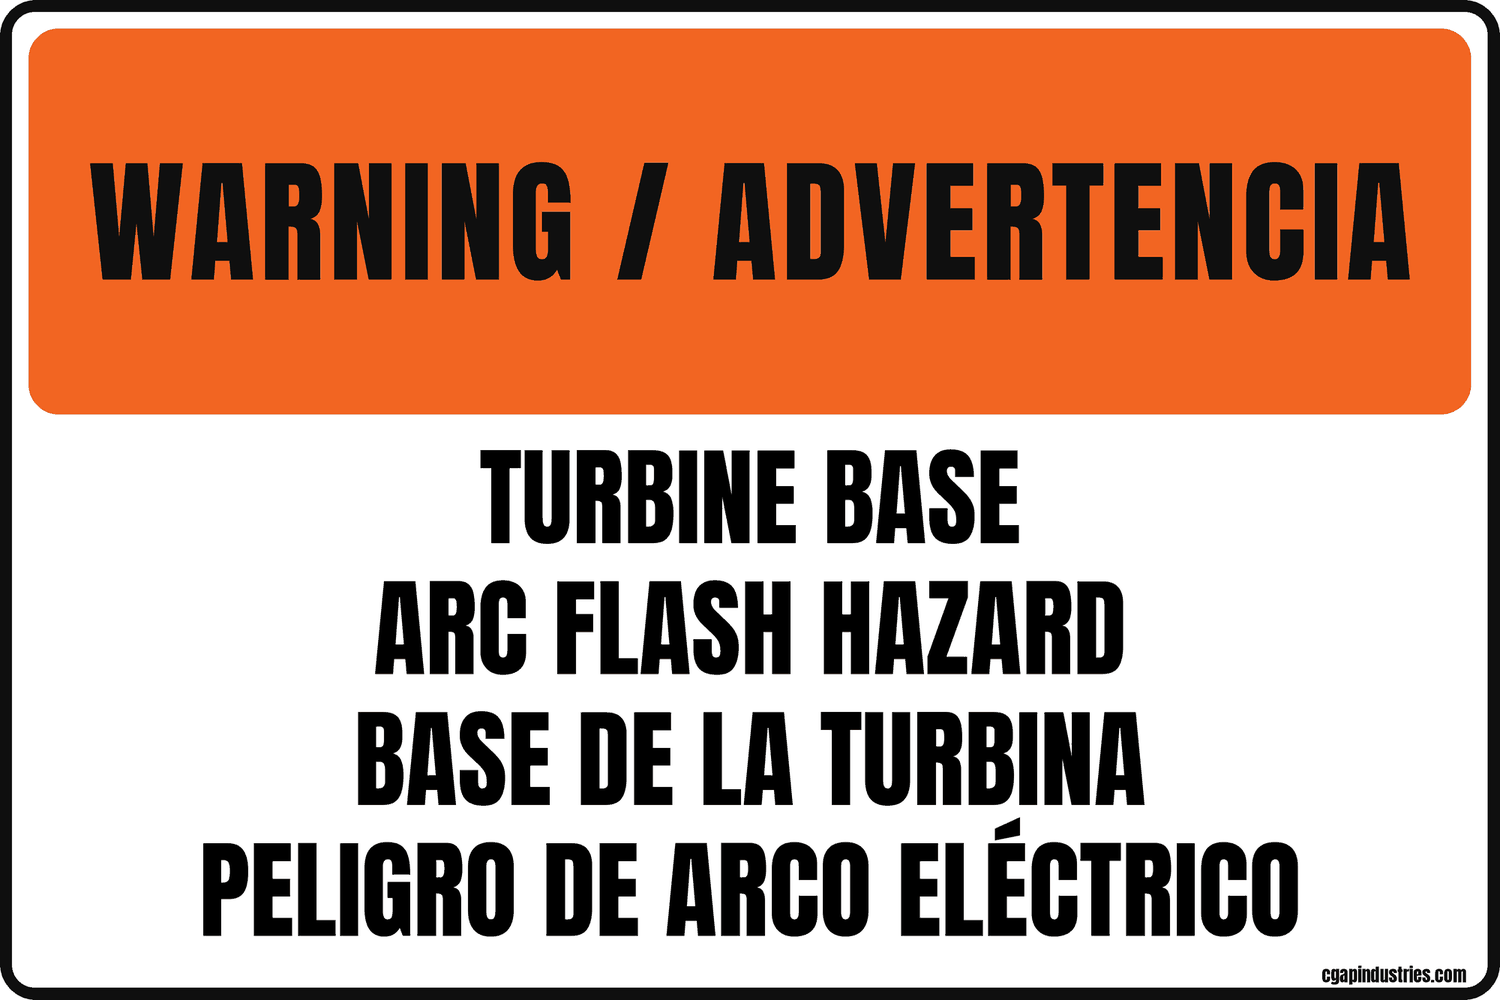 WARNING / ADVERTENCIA
TURBINE BASE
ARC FLASH HAZARD
BASE DE LA TURBINA
PELIGRO DE ARCO ELÉCTRICO
cgapindustries.com